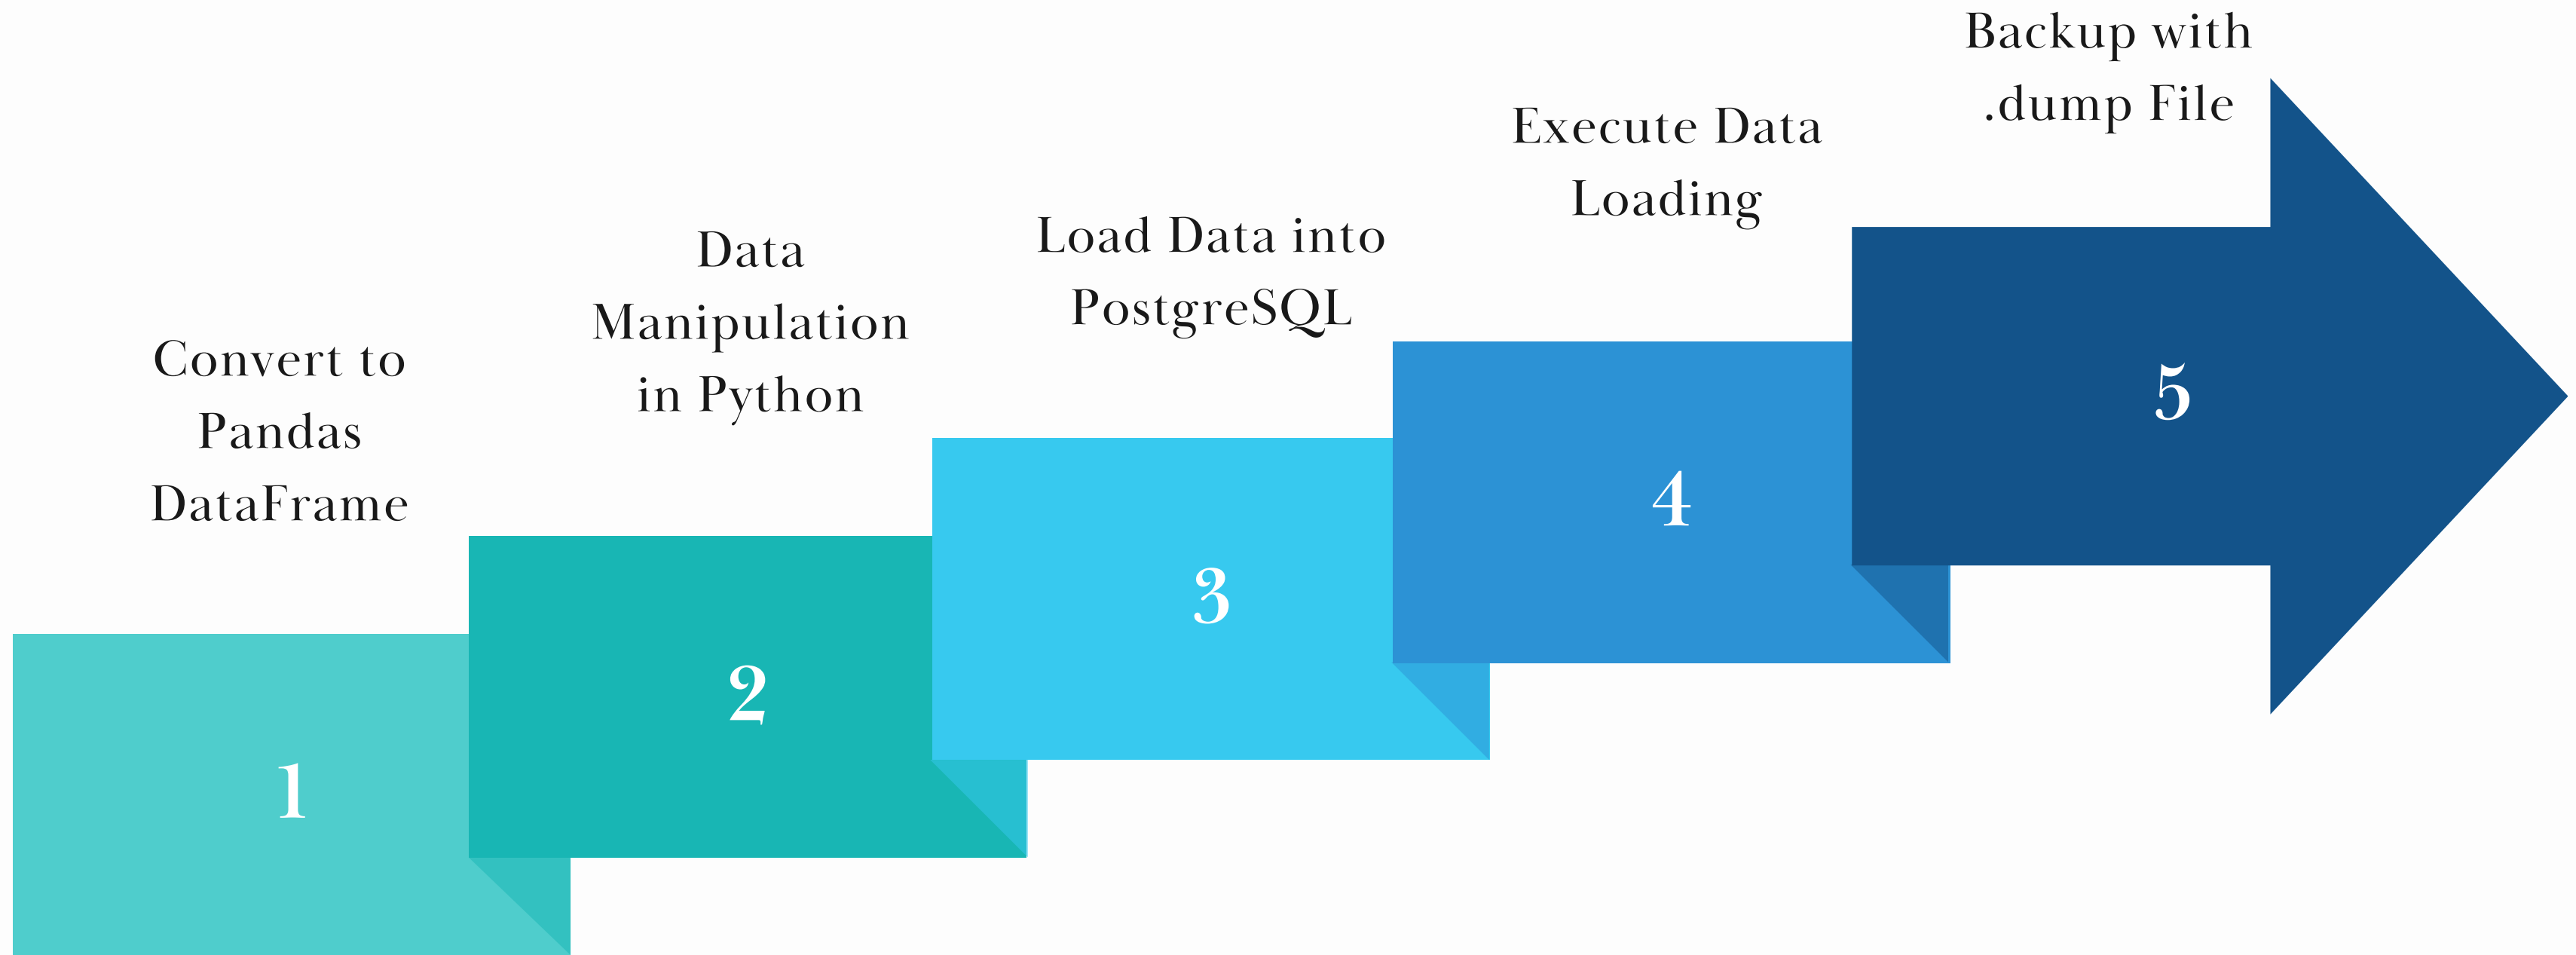 Convert to
Pandas
DataFrame
1
Data
Manipulation
in Python
2
Load Data into
PostgreSQL
3
Execute Data
Loading
4
Backup with
.dump File
5